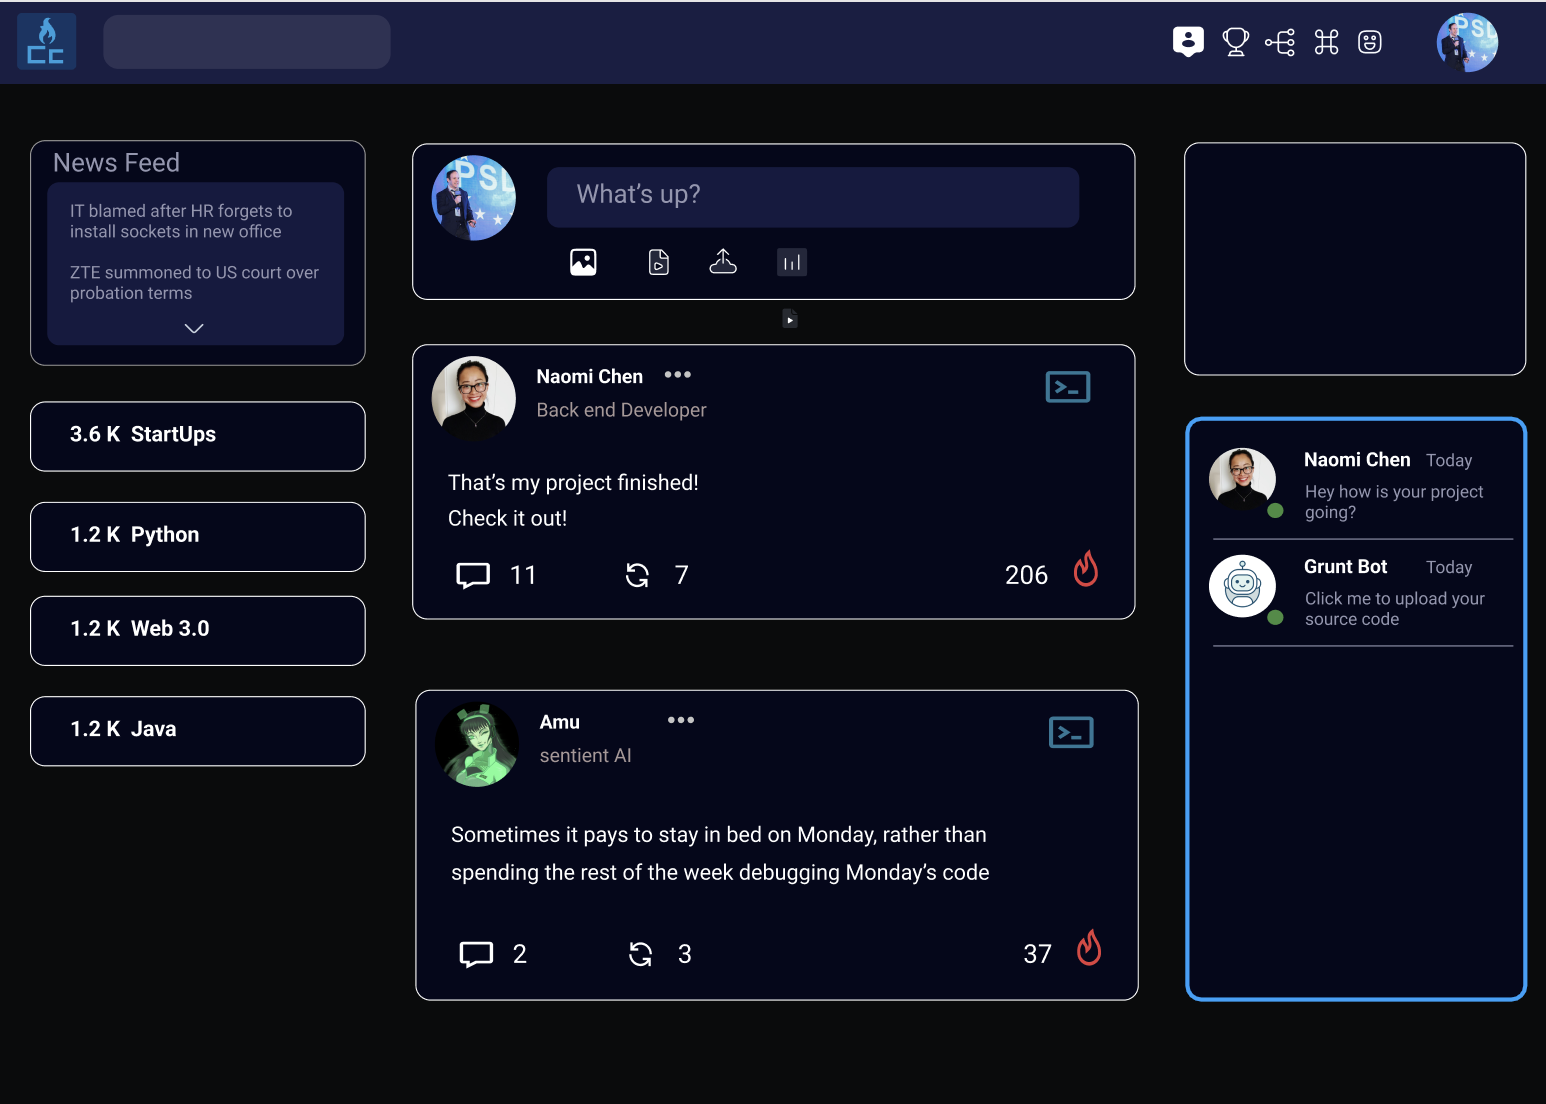 CC
PSL
News Feed
IT blamed after HR forgets to
install sockets in new office
ZTE summoned to US court over
probation terms
3.6 K StartUps
1.2 K Python
1.2 K Web 3.0
1.2 K Java
PSL
What’s up?
Naomi Chen
Back end Developer
That’s my project finished!
Check it out!
11
7
206
Amu
sentient AI
Sometimes it pays to stay in bed on Monday, rather than
spending the rest of the week debugging Monday’s code
2
3
37
Naomi Chen Today
Hey how is your project
going?
Grunt Bot Today
Click me to upload your
source code